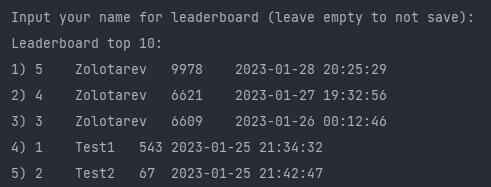 Input your name for leaderboard (leave empty to not save):
Leaderboard top 10:
1) 5 Zolotarev 9978 2023-01-28 20:25:29
2) 4 Zolotarev 6621 2023-01-27 19:32:56
3) 3 Zolotarev 6609 2023-01-26 00:12:46
4) 1 Test1 543 2023-01-25 21:34:32
5) 2 Test2 67 2023-01-25 21:42:47